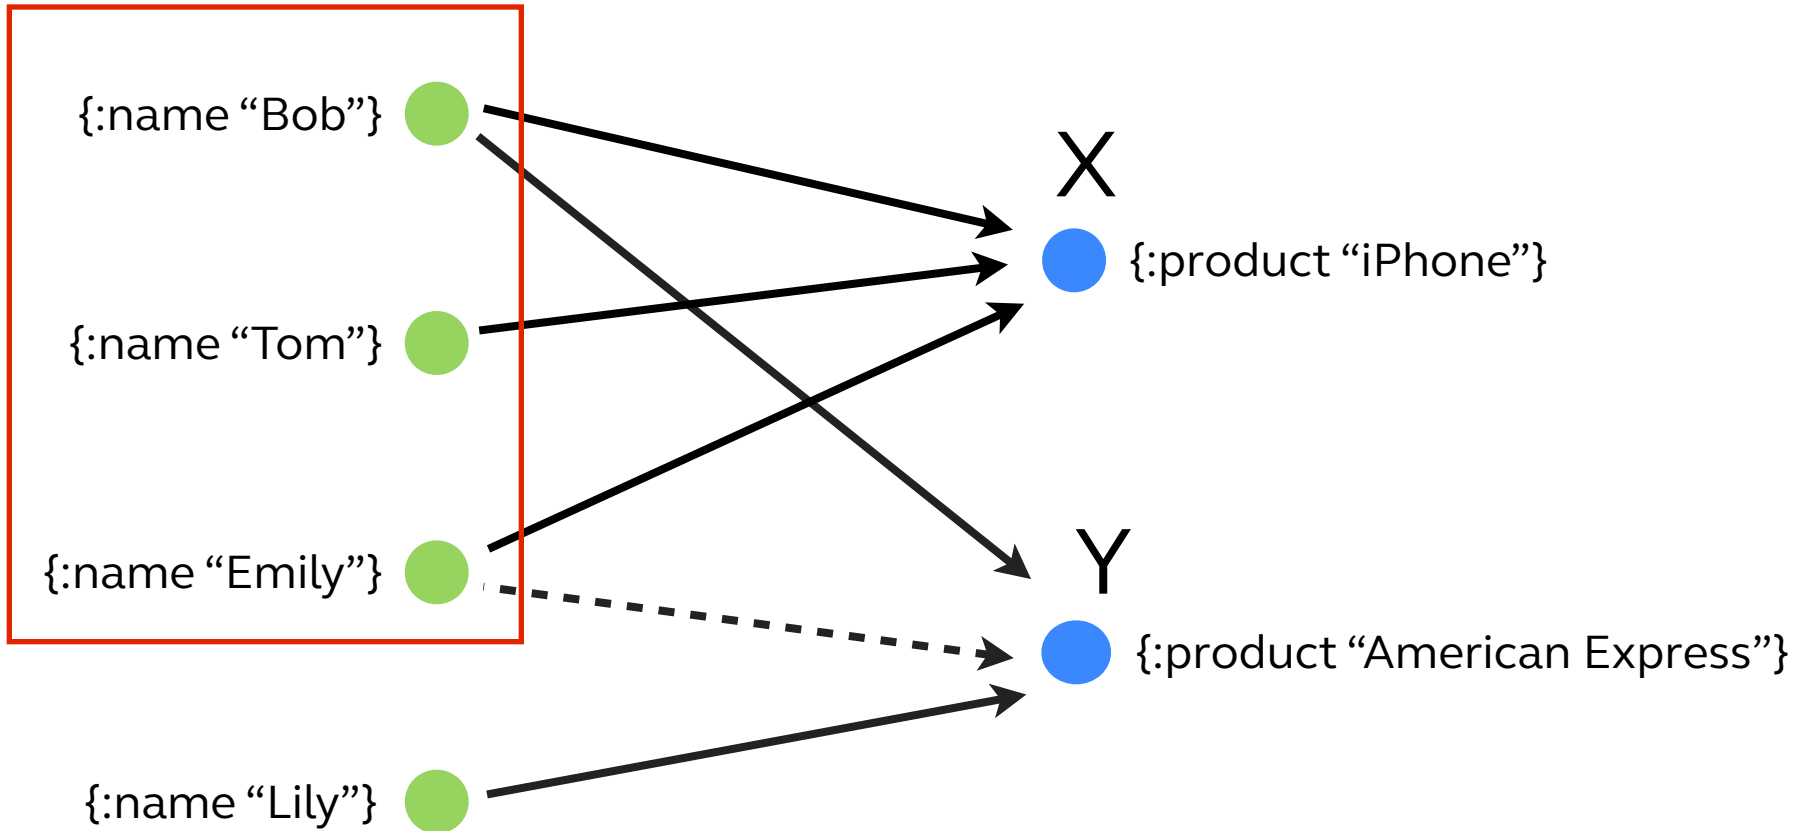 {:name “Bob”}
X
{:product “iPhone”}
{:name “Tom”}
Y
{:name “Emily”}
{:product “American Express”}
{:name “Lily”}